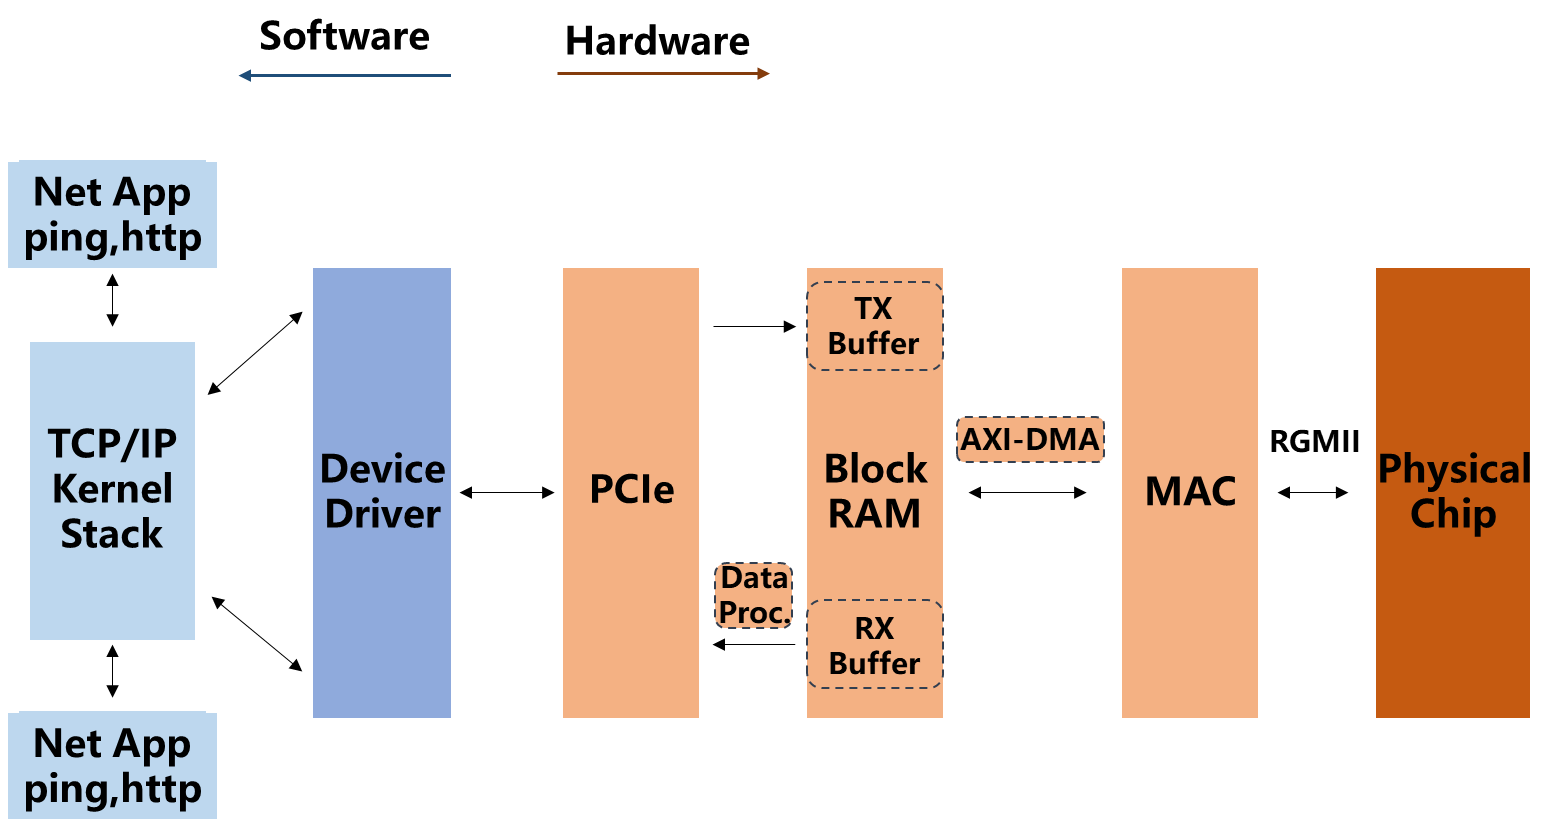 Software
Hardware
Net App
ping,http
TCP/IP
Kernel
Stack
Net App
ping,http
Device
Driver
PCIe
Data
Proc.
TX
Buffer
Block
RAM
RX
Buffer
AXI-DMA
MAC
RGMII
Physical
Chip